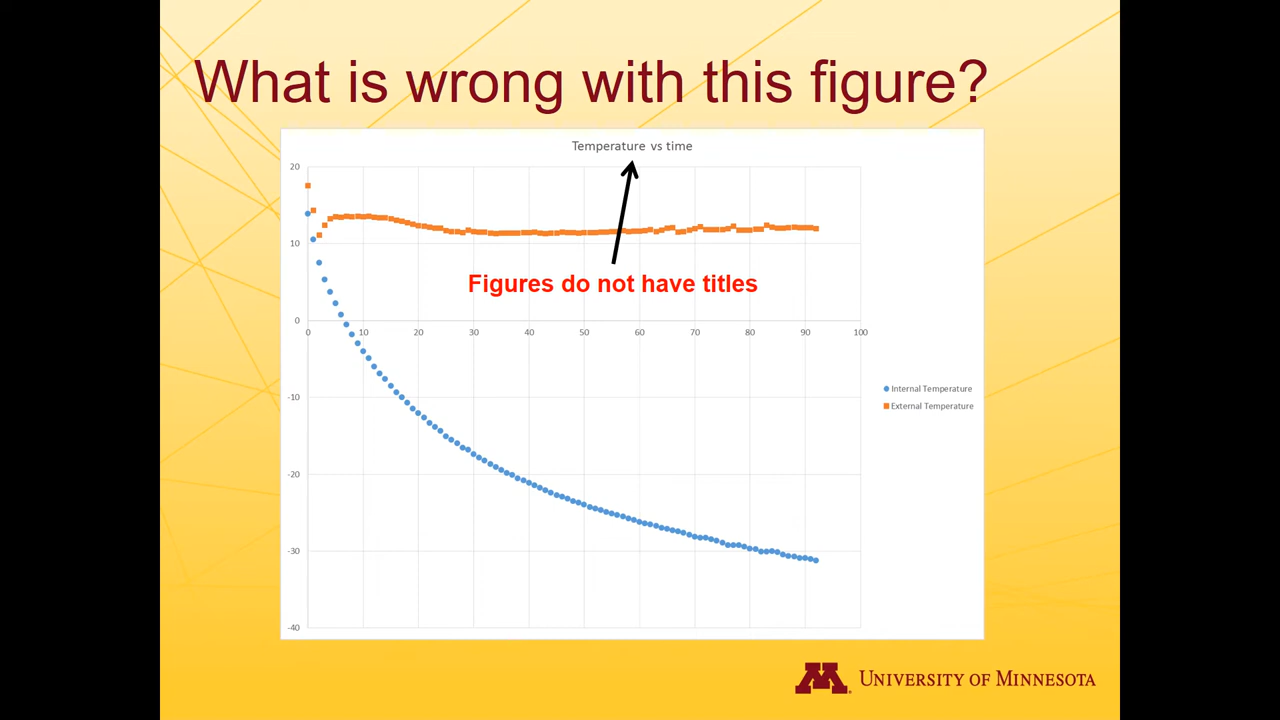 What is wrong with this figure?
Temperature vs time
20
10
Figures do not have titles
0
0 10 20 30 40 50 60 70 80 90 100
-10
Internal Temperature
External Temperature
-20
-30
-40
M
UNIVERSITY OF MINNESOTA